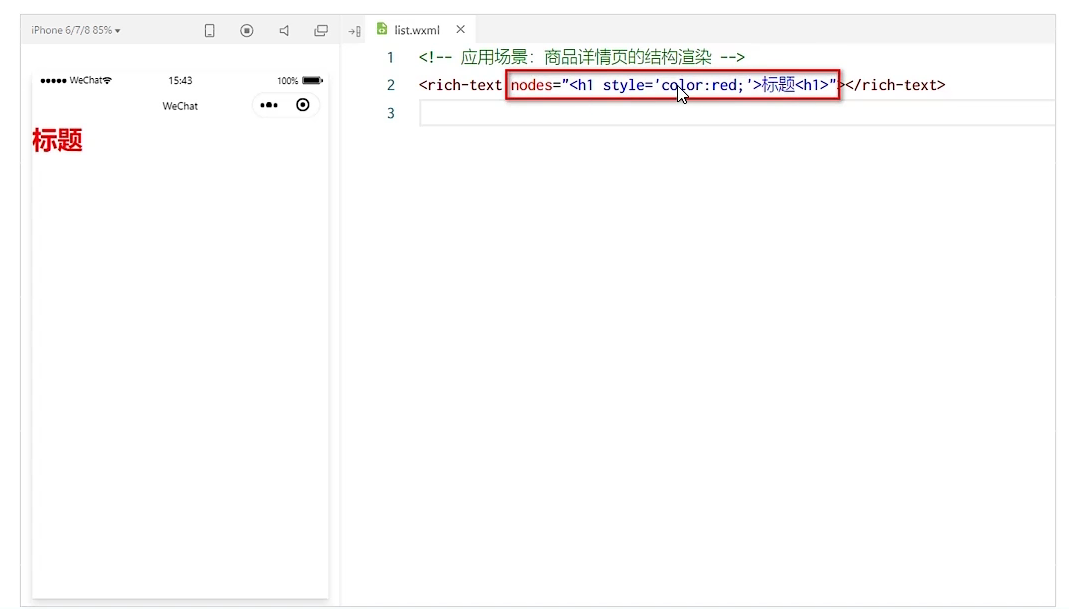 iPhone 6/7/8 85%
list.wxml
WeChat 15:43 100%
WeChat
标题
1 <!-- 应用场景：商品详情页的结构渲染 -->
2 <rich-text nodes="<h1 style='color:red;'>标题<h1>"></rich-text>
3